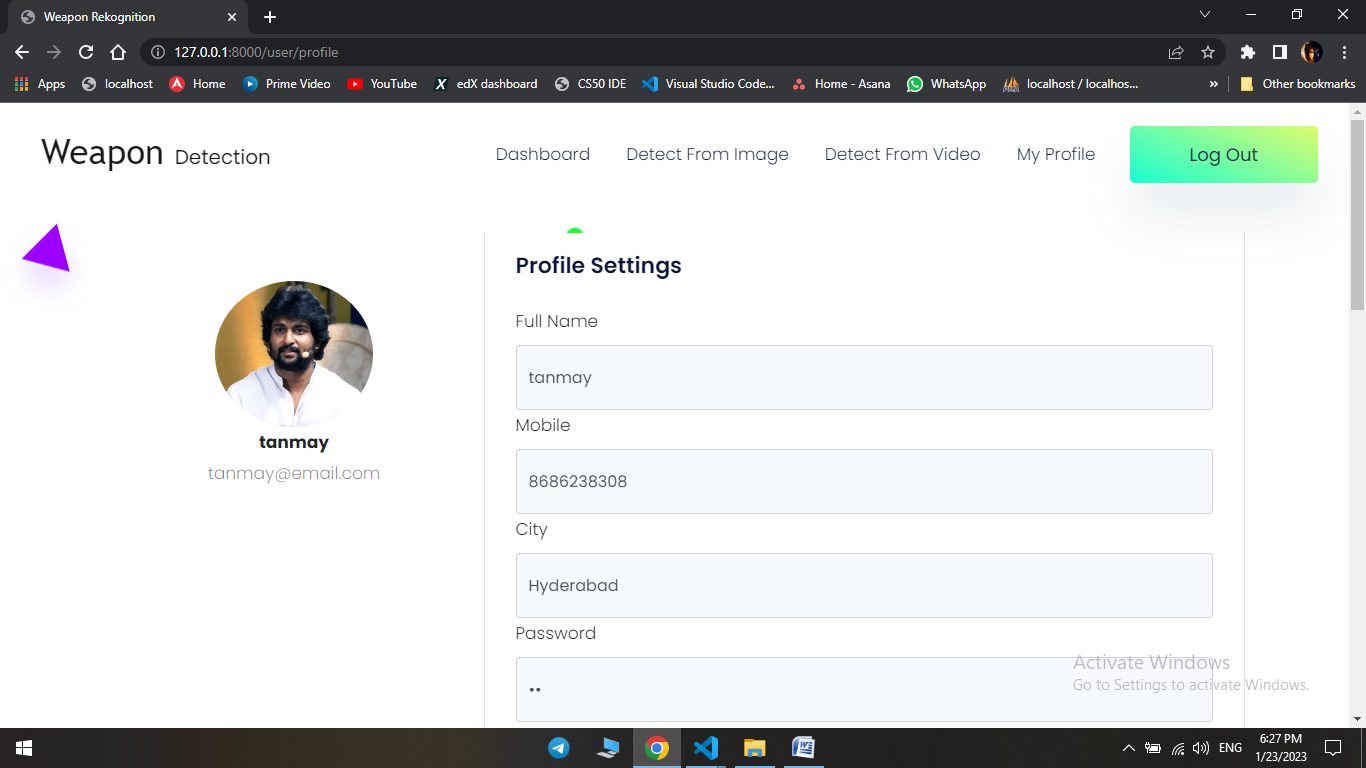 Weapon Rekognition
127.0.0.1:8000/user/profile
Apps localhost Home Prime Video YouTube edX dashboard CS50 IDE Visual Studio Code... Home - Asana WhatsApp localhost / localhos... » Other bookmarks
Weapon Detection Dashboard Detect From Image Detect From Video My Profile Log Out
tanmay
tanmay@email.com
Profile Settings
Full Name
tanmay
Mobile
8686238308
City
Hyderabad
Password
••
Activate Windows
Go to Settings to activate Windows.
ENG 6:27 PM
1/23/2023